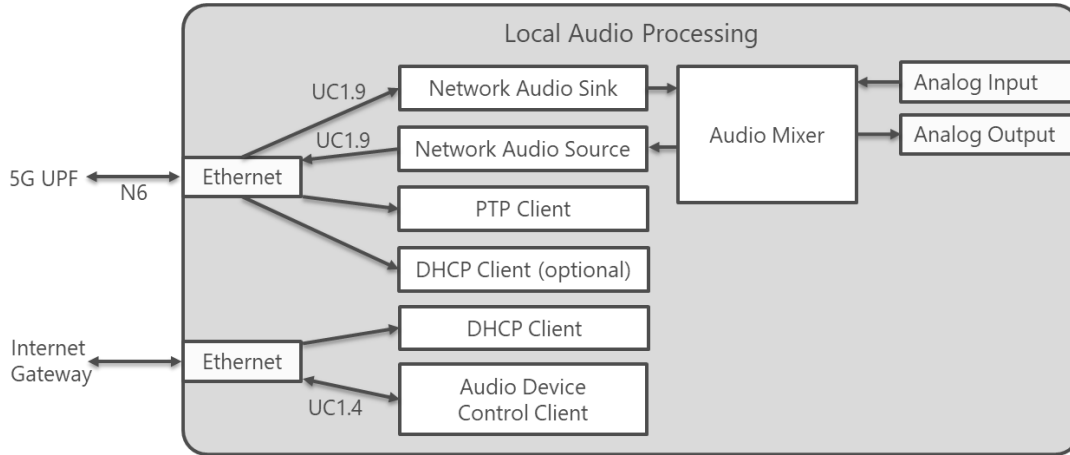 Local Audio Processing
UC1.9
Network Audio Sink
Audio Mixer
Analog Input
Analog Output
UC1.9
Network Audio Source
5G UPF
N6
Ethernet
PTP Client
DHCP Client (optional)
DHCP Client
Internet
Gateway
Ethernet
UC1.4
Audio Device
Control Client